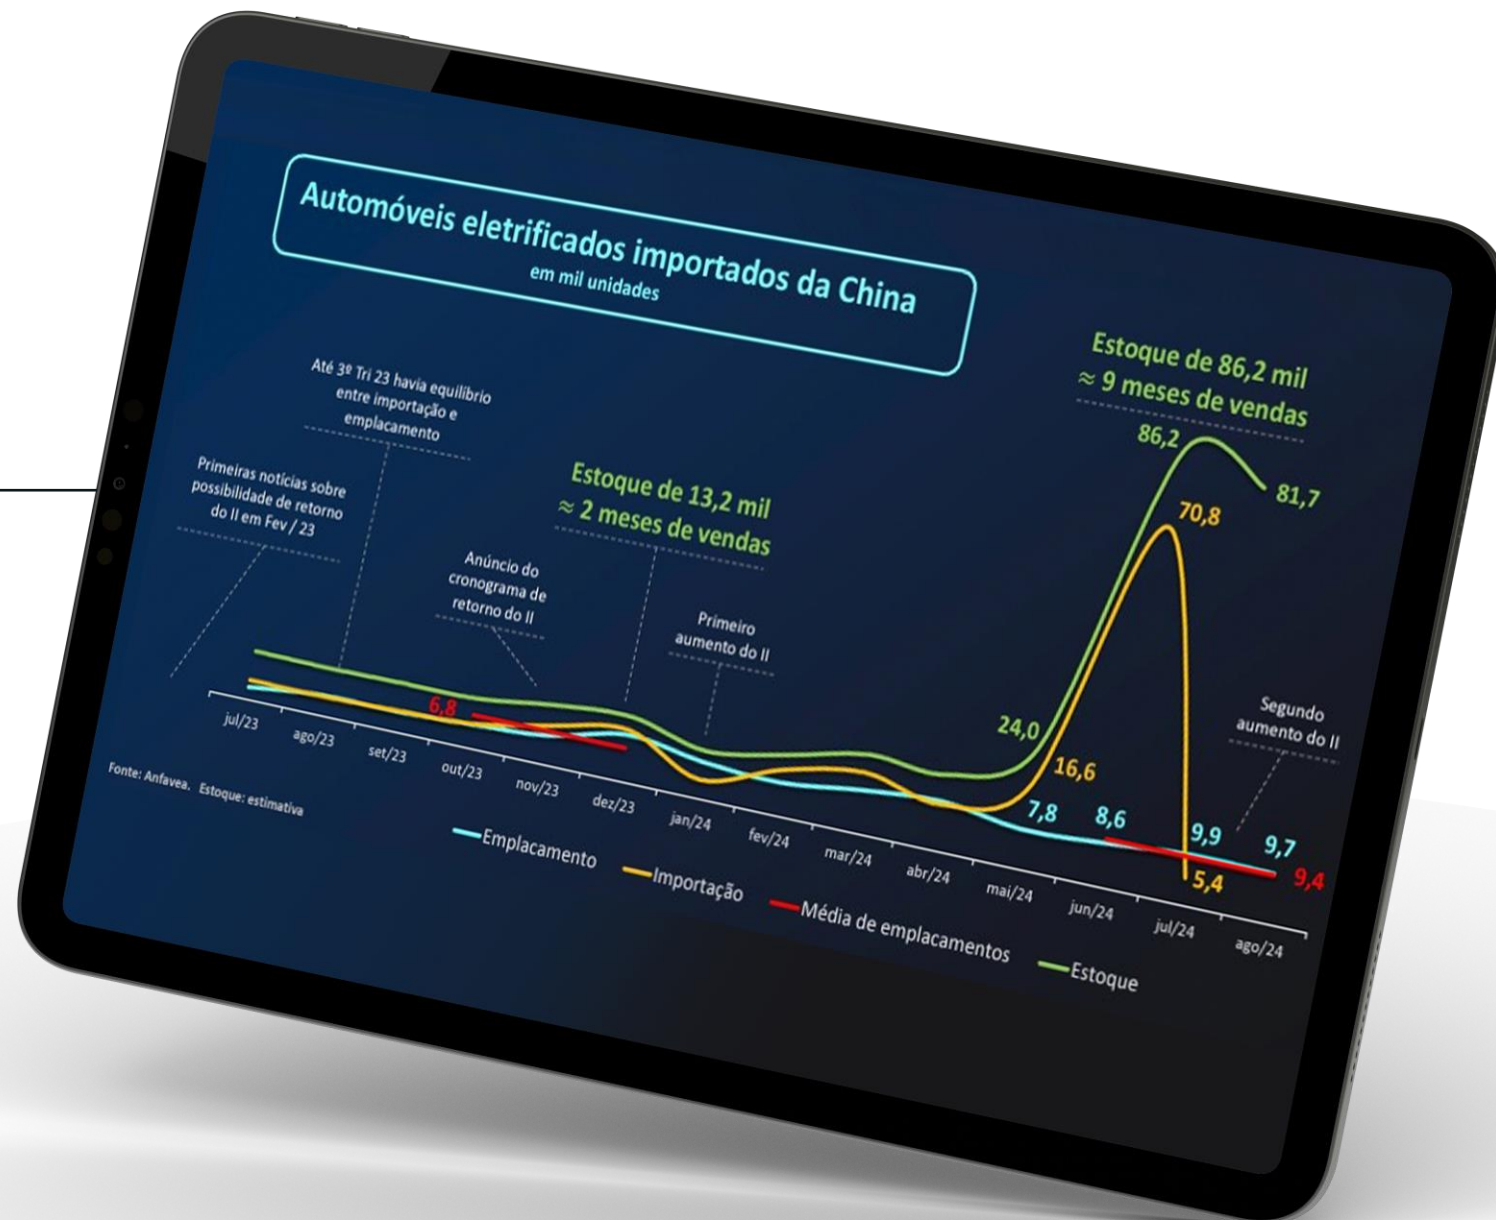 Automóveis eletrificados importados da China
em mil unidades
Até 3º Tri 23 havia equilíbrio
entre importação e
emplacamento
Primeiras notícias sobre
possibilidade de retorno
do II em Fev / 23
Estoque de 13,2 mil
≈ 2 meses de vendas
Anúncio do
cronograma de
retorno do II
Primeiro
aumento do II
Estoque de 86,2 mil
≈ 9 meses de vendas
86,2
81,7
70,8
24,0
16,6
Segundo
aumento do II
6,8
7,8
8,6
9,9
9,7
5,4
9,4
jul/23
ago/23
set/23
out/23
nov/23
dez/23
jan/24
fev/24
mar/24
abr/24
mai/24
jun/24
jul/24
ago/24
Fonte: Anfavea. Estoque: estimativa
Emplacamento
Importação
Média de emplacamentos
Estoque